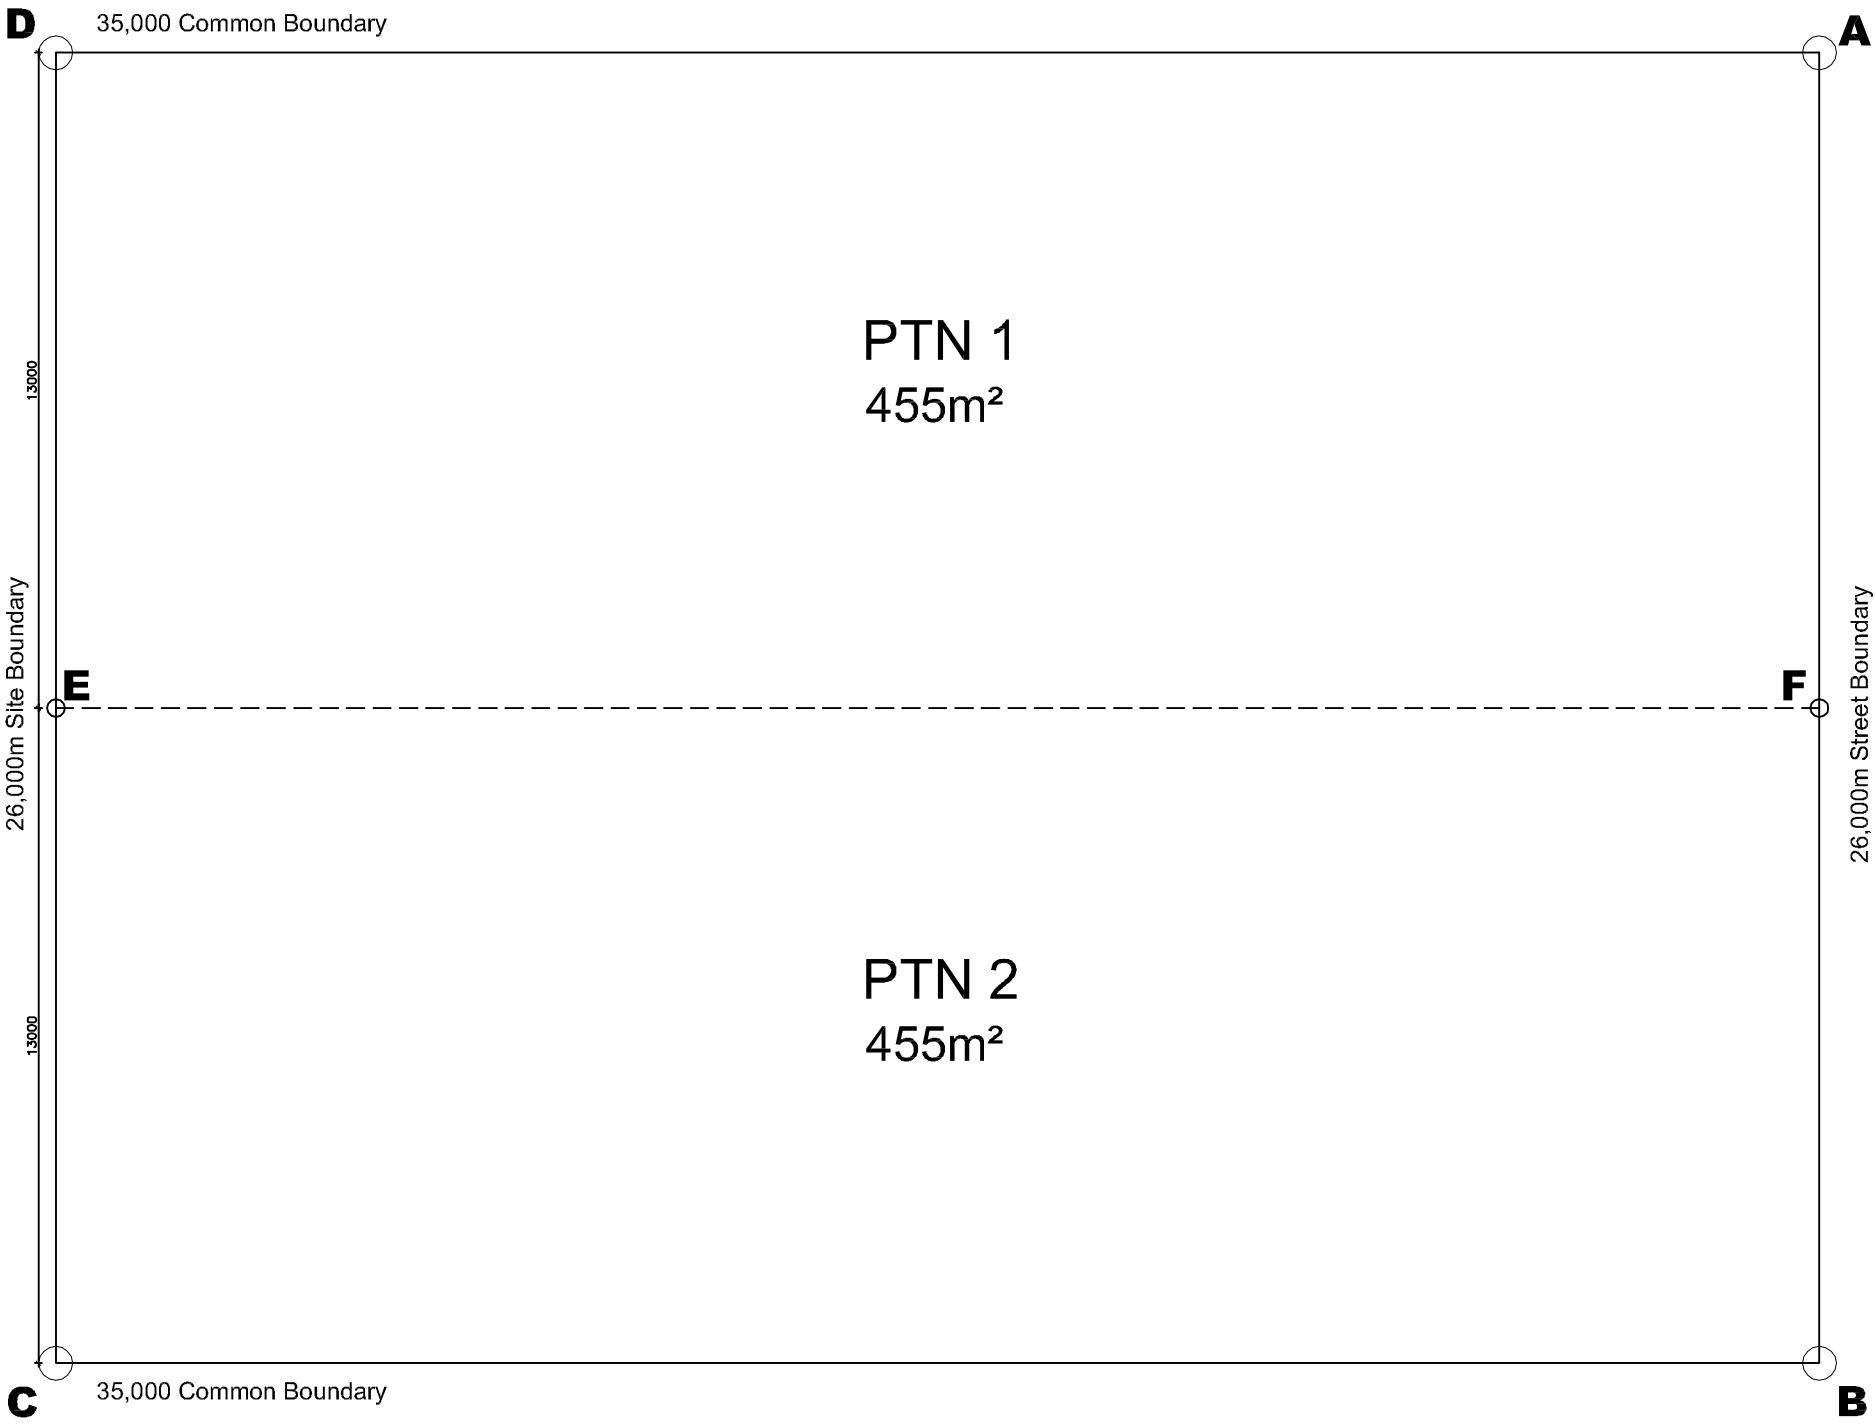 D
35,000 Common Boundary
A
PTN 1
455m²
13000
26,000m Site Boundary
E
F
26,000m Street Boundary
PTN 2
455m²
13000
C
35,000 Common Boundary
B